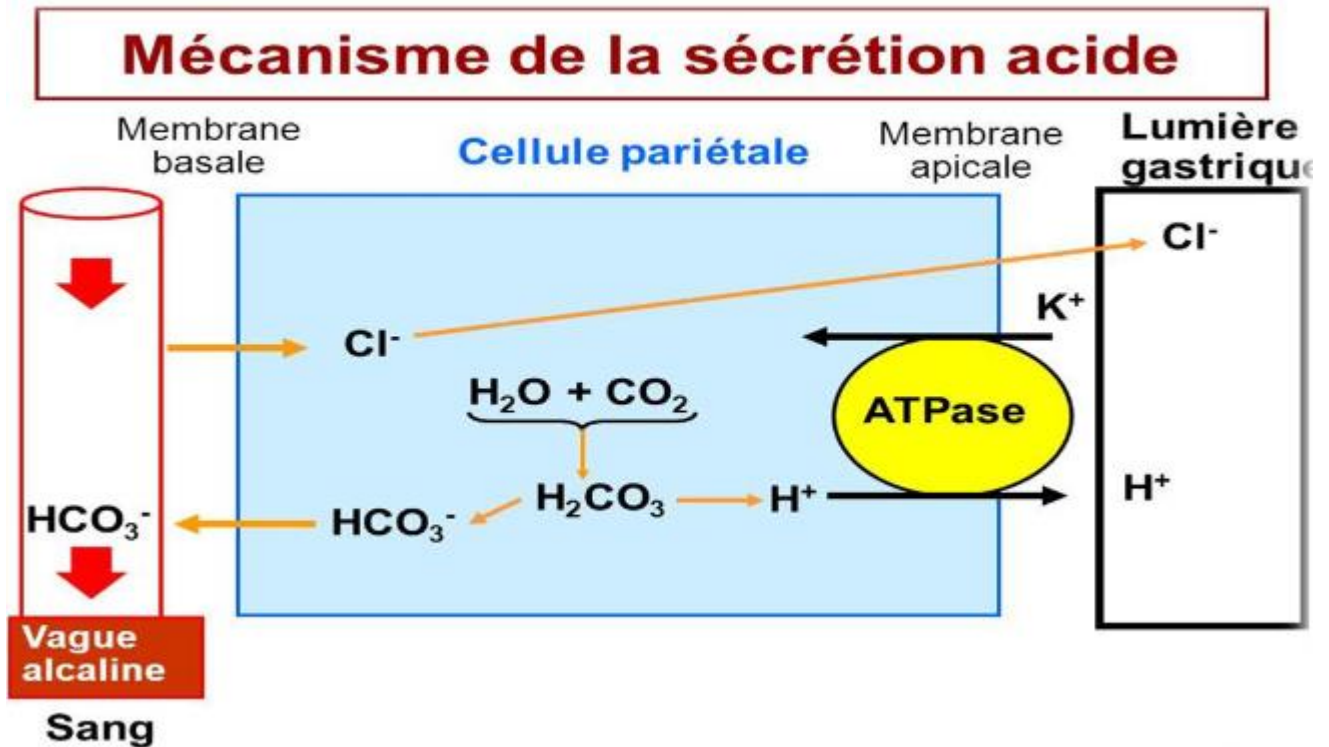 Mécanisme de la sécrétion acide
Membrane
basale
Cellule pariétale
Membrane
apicale
Lumière
gastrique
Cl⁻
K⁺
Cl⁻
H₂O + CO₂
ATPase
HCO₃⁻
HCO₃⁻
H₂CO₃
H⁺
H⁺
Vague
alcaline
Sang